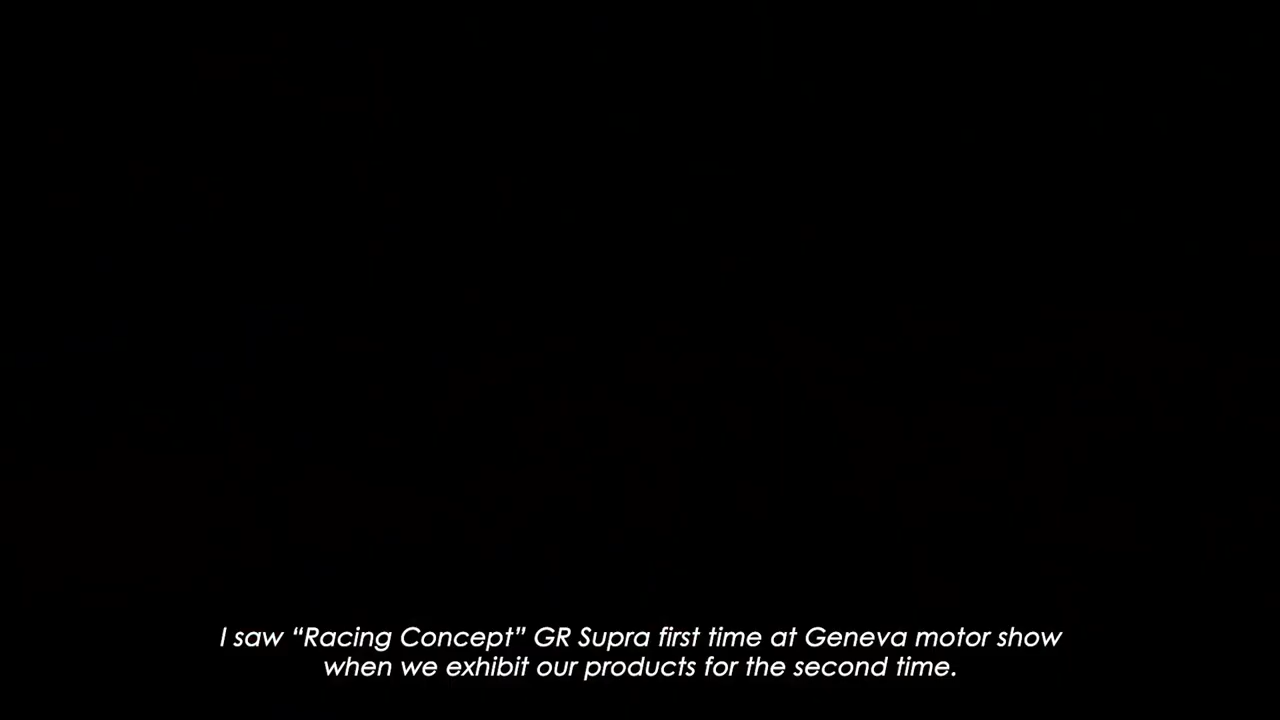 I saw “Racing Concept” GR Supra first time at Geneva motor show
when we exhibit our products for the second time.